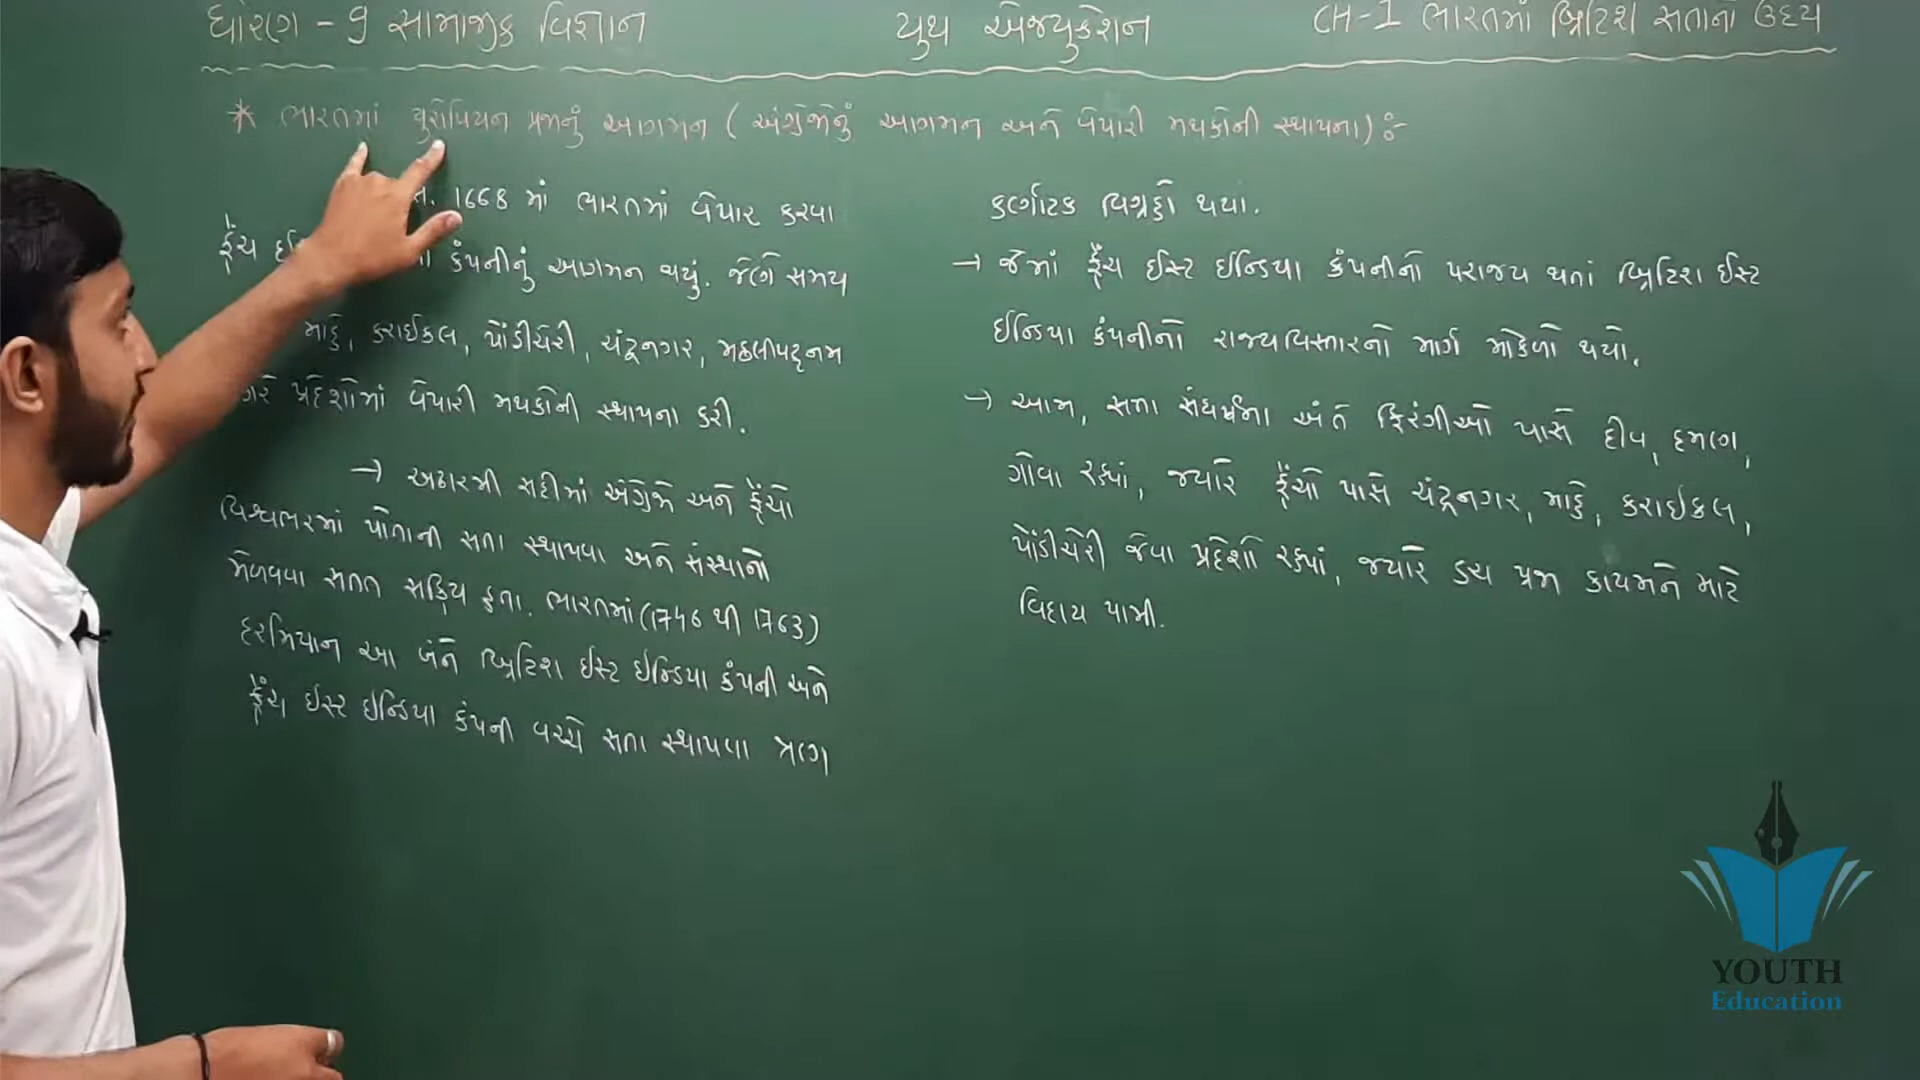 ધોરણ - 9 સામાજીક વિજ્ઞાન
યુથ એજ્યુકેશન
CH-1 ભારતમાં બ્રિટિશ સતાનો ઉદય
* ભારતમાં યુરોપિયન પ્રજાનું આગમન (અંગ્રેજોનું આગમન અને વેપારી મથકોની સ્થાપના) :-
1668 માં ભારતમાં વેપાર કરવા
ફ્રેંચ કંપનીનું આગમન થયું. જેણે સમય
માહે, કરાઈકલ, પોંડીચેરી, ચંદ્રનગર, મછલીપટ્ટનમ
પ્રદેશોમાં વેપારી મથકોની સ્થાપના કરી.
→ અઢારમી સદીમાં અંગ્રેજો અને ફ્રેંચો
વિશ્વભરમાં પોતાની સતા સ્થાપવા અને સંસ્થાનો
મેળવવા સતત સક્રિય હતા. ભારતમાં (1746 થી 1763)
દરમિયાન આ બંને બ્રિટિશ ઈસ્ટ ઈન્ડિયા કંપની અને
ફ્રેંચ ઈસ્ટ ઈન્ડિયા કંપની વચ્ચે સતા સ્થાપવા ત્રણ
કર્ણાટક વિગ્રહો થયા.
→ જેમાં ફ્રેંચ ઈસ્ટ ઈન્ડિયા કંપનીનો પરાજય થતાં બ્રિટિશ ઈસ્ટ
ઈન્ડિયા કંપનીનો રાજ્યવિસ્તારનો માર્ગ મોકળો થયો.
→ આમ, સતા સંઘર્ષના અંતે ફિરંગીઓ પાસે દીવ, દમણ,
ગોવા રહ્યાં, જ્યારે ફ્રેંચો પાસે ચંદ્રનગર, માહે, કરાઈકલ,
પોંડીચેરી જેવા પ્રદેશો રહ્યાં, જ્યારે ડચ પ્રજા કાયમને માટે
વિદાય પામી.
YOUTH
Education